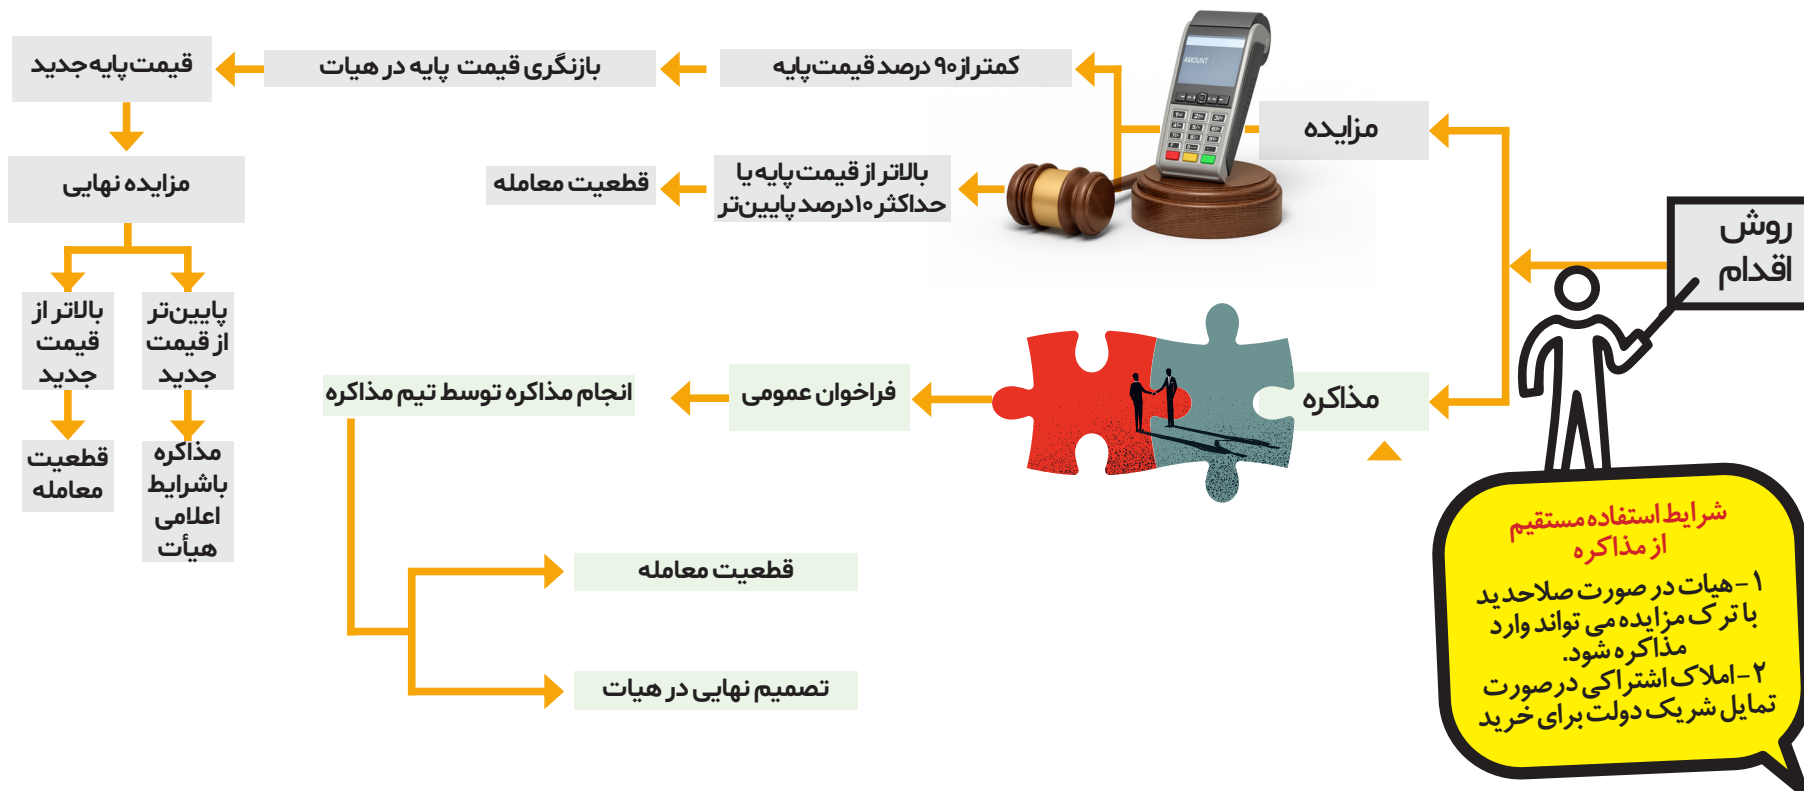 روش
اقدام
مزایده
کمتر از ۹۰ درصد قیمت پایه
بازنگری قیمت پایه در هیات
قیمت پایه جدید
مزایده نهایی
پایین‌تر
از قیمت
جدید
مذاکره
باشرایط
اعلامی
هیأت
بالاتر از
قیمت
جدید
قطعیت
معامله
بالاتر از قیمت پایه یا
حداکثر ۱۰درصد پایین‌تر
قطعیت معامله
AMOUNT :
مذاکره
فراخوان عمومی
انجام مذاکره توسط تیم مذاکره
قطعیت معامله
تصمیم نهایی در هیات
شرایط استفاده مستقیم
از مذاکره
۱-هیات در صورت صلاحدید
با ترک مزایده می تواند وارد
مذاکره شود.
۲-املاک اشتراکی درصورت
تمایل شریک دولت برای خرید